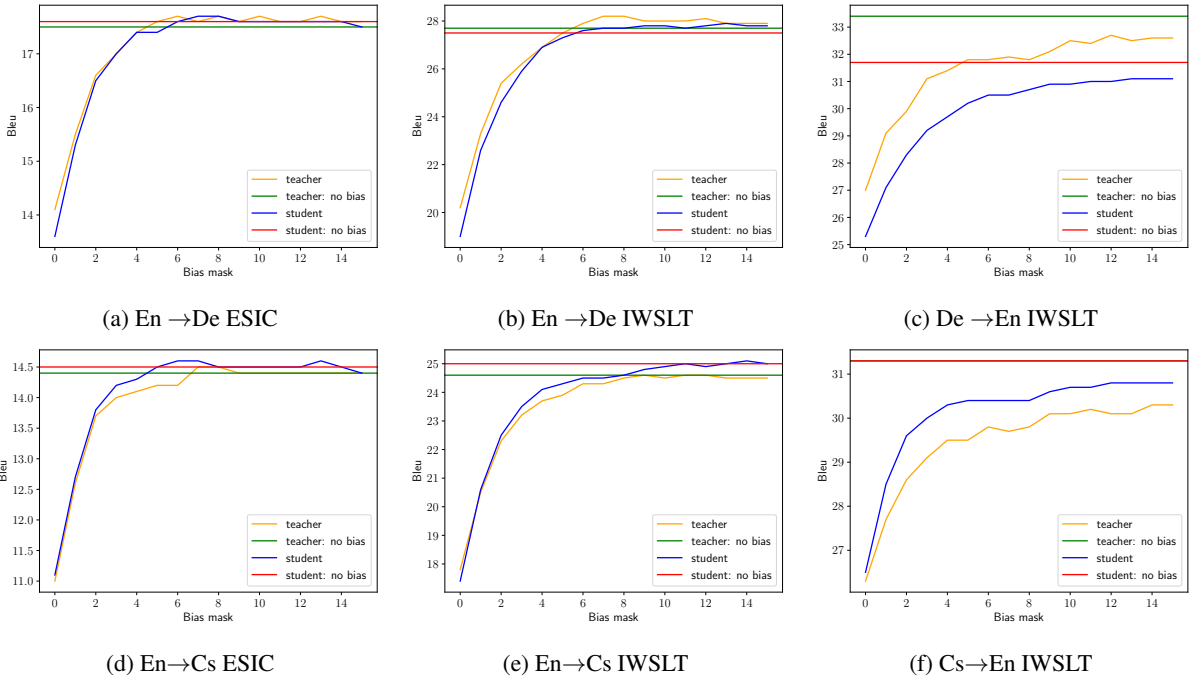 17
16
15
14
Bleu
0 2 4 6 8 10 12 14
Bias mask
teacher
teacher: no bias
student
student: no bias
(a) En →De ESIC
28
26
24
22
20
Bleu
0 2 4 6 8 10 12 14
Bias mask
teacher
teacher: no bias
student
student: no bias
(b) En →De IWSLT
33
32
31
30
29
28
27
26
25
Bleu
0 2 4 6 8 10 12 14
Bias mask
teacher
teacher: no bias
student
student: no bias
(c) De →En IWSLT
14.5
14.0
13.5
13.0
12.5
12.0
11.5
11.0
Bleu
0 2 4 6 8 10 12 14
Bias mask
teacher
teacher: no bias
student
student: no bias
(d) En→Cs ESIC
25
24
23
22
21
20
19
18
Bleu
0 2 4 6 8 10 12 14
Bias mask
teacher
teacher: no bias
student
student: no bias
(e) En→Cs IWSLT
31
30
29
28
27
Bleu
0 2 4 6 8 10 12 14
Bias mask
teacher
teacher: no bias
student
student: no bias
(f) Cs→En IWSLT